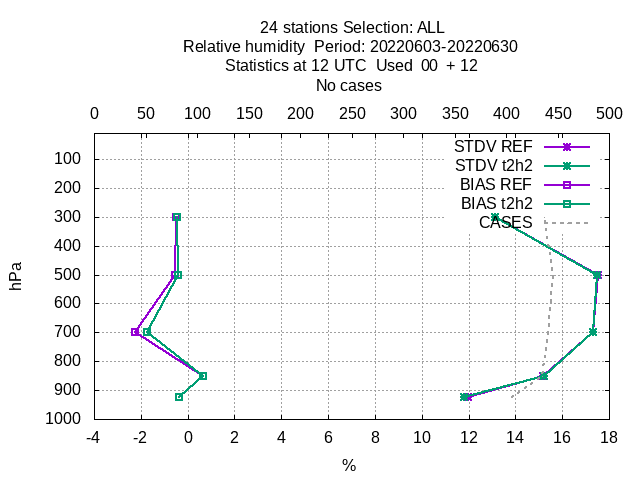 24 stations Selection: ALL
Relative humidity  Period: 20220603-20220630
Statistics at 12 UTC  Used  00  + 12
No cases
0 50 100 150 200 250 300 350 400 450 500
STDV REF
STDV t2h2
BIAS REF
BIAS t2h2
CASES
100
200
300
400
500
600
700
800
900
1000
hPa
-4 -2 0 2 4 6 8 10 12 14 16 18
%